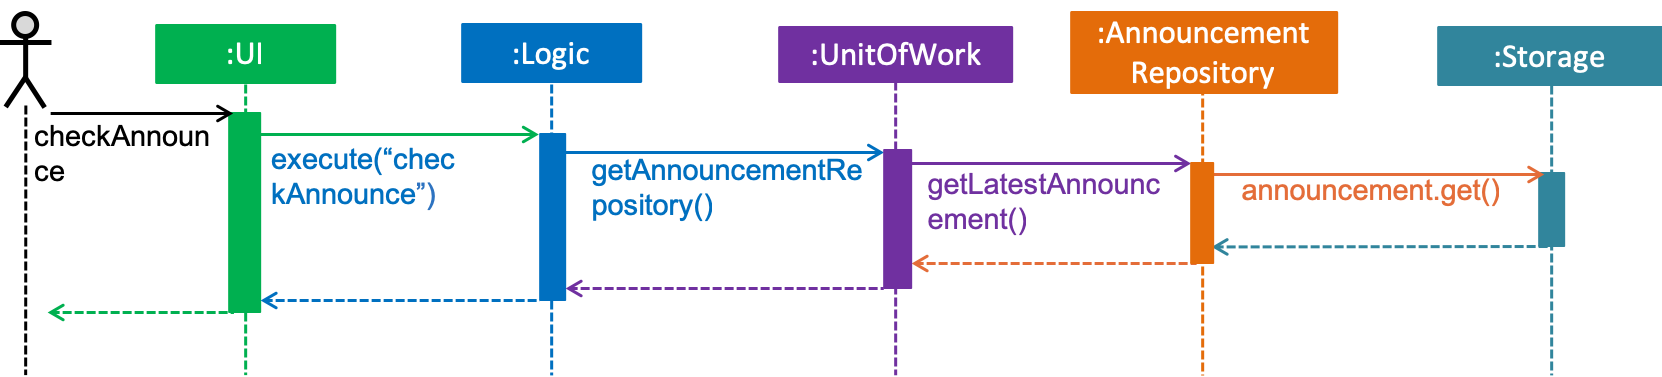 :UI
:Logic
:UnitOfWork
:Announcement
Repository
:Storage
checkAnnoun
ce
execute(“chec
kAnnounce”)
getAnnouncementRe
pository()
getLatestAnnounc
ement()
announcement.get()